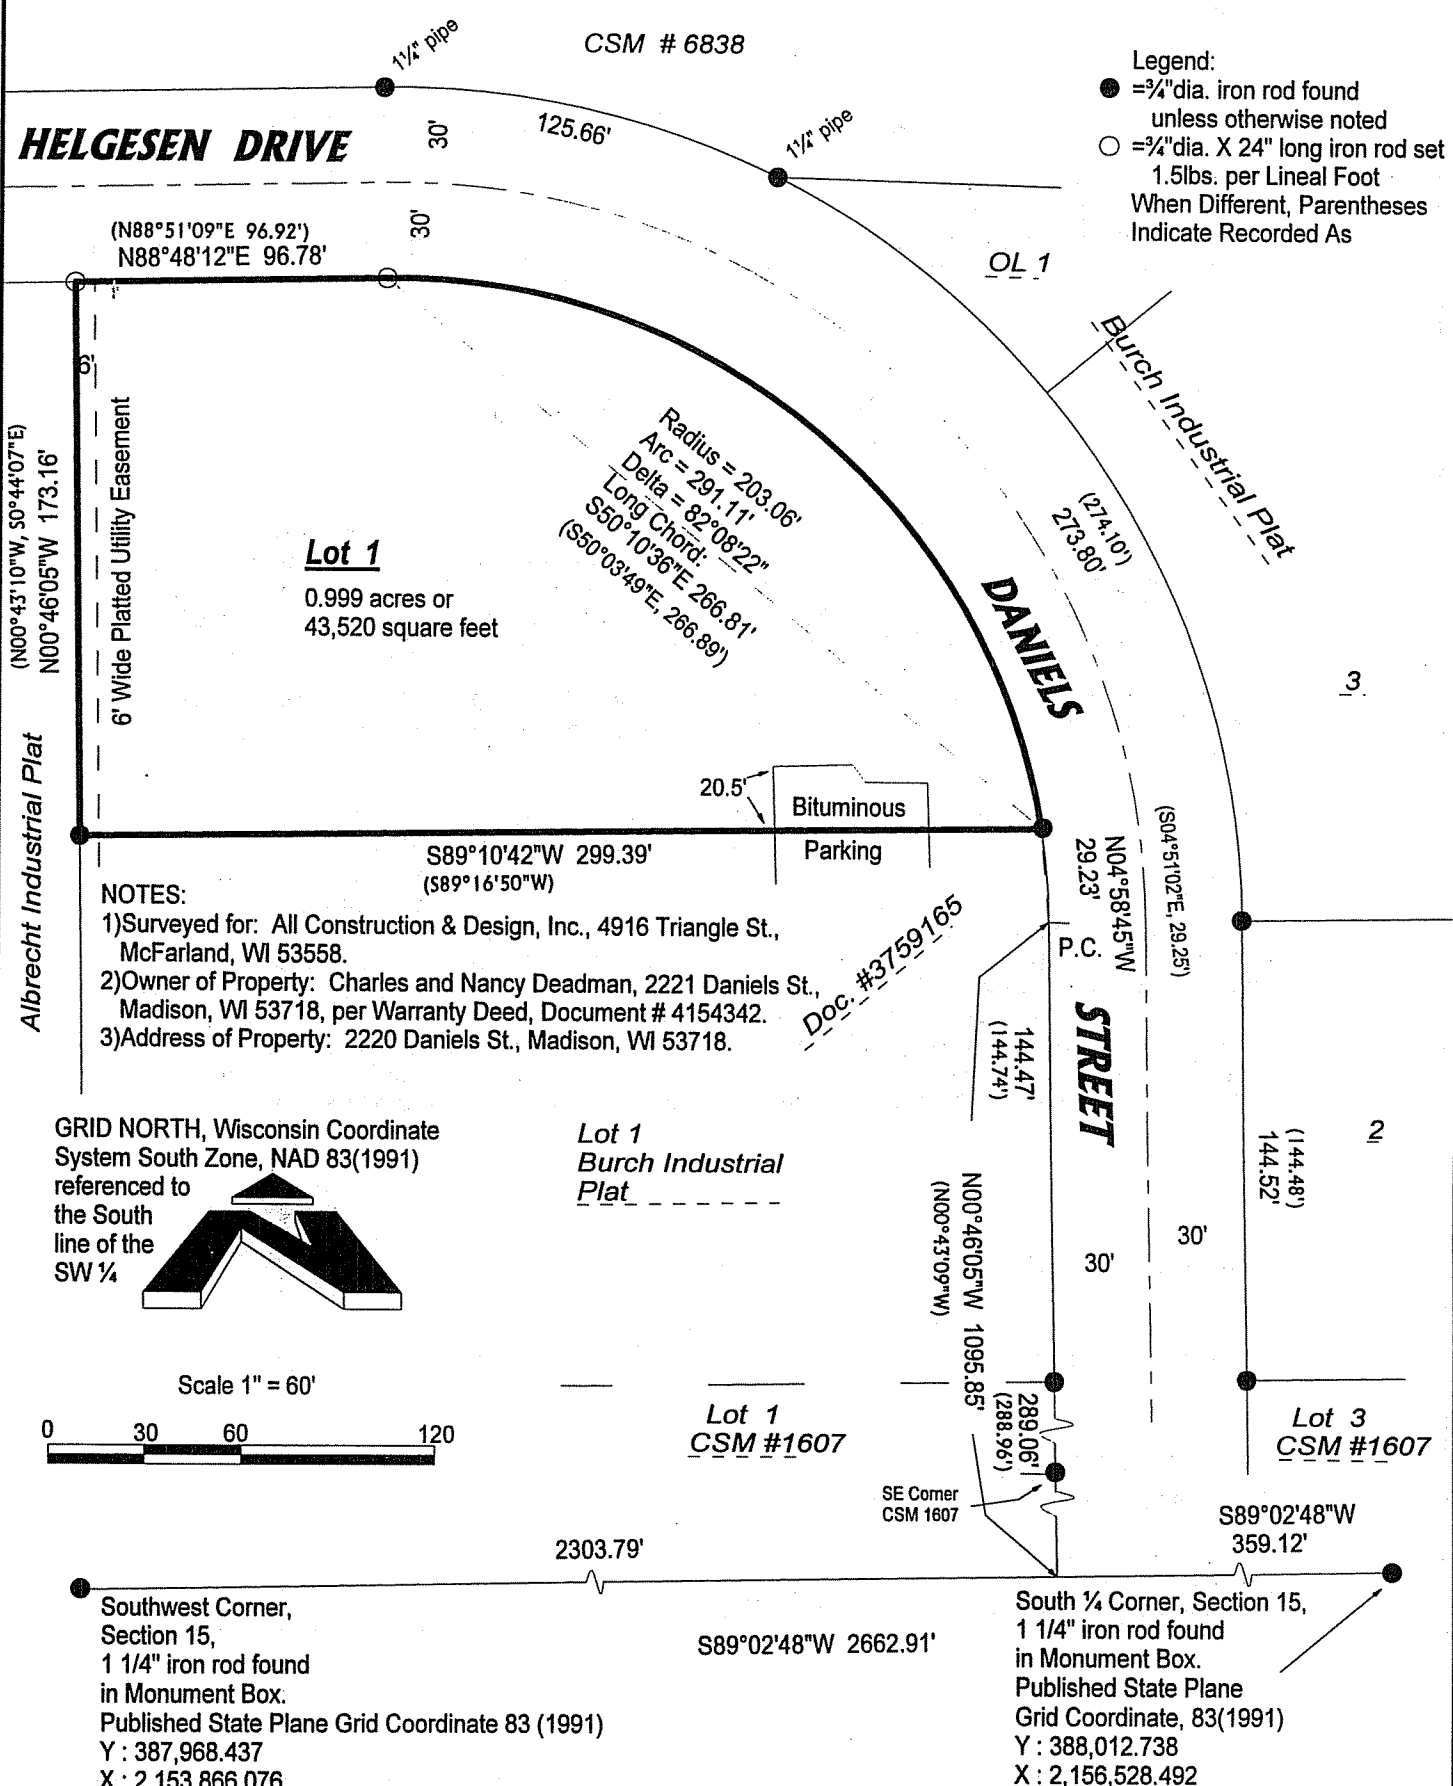 CSM # 6838
1¼" pipe
1¼" pipe
Legend:
=¾"dia. iron rod found
unless otherwise noted
=¾"dia. X 24" long iron rod set
1.5lbs. per Lineal Foot
When Different, Parentheses
Indicate Recorded As
HELGESEN DRIVE
30'
125.66'
30'
(N88°51'09"E 96.92')
N88°48'12"E 96.78'
OL 1
Burch Industrial Plat
6'
6' Wide Platted Utility Easement
(N00°43'10"W, S0°44'07"E)
N00°46'05"W 173.16'
Albrecht Industrial Plat
Lot 1
0.999 acres or
43,520 square feet
Radius = 203.06'
Arc = 291.11'
Delta = 82°08'22"
Long Chord:
S50°10'36"E 266.81'
(S50°03'49"E, 266.89')
(274.10')
273.80'
DANIELS
3
20.5'
Bituminous
Parking
S89°10'42"W 299.39'
(S89°16'50"W)
N04°58'45"W
29.23'
(S04°51'02"E, 29.25')
P.C.
NOTES:
1)Surveyed for: All Construction & Design, Inc., 4916 Triangle St.,
McFarland, WI 53558.
2)Owner of Property: Charles and Nancy Deadman, 2221 Daniels St.,
Madison, WI 53718, per Warranty Deed, Document # 4154342.
3)Address of Property: 2220 Daniels St., Madison, WI 53718.
Doc. #3759165
STREET
144.47'
(144.74')
GRID NORTH, Wisconsin Coordinate
System South Zone, NAD 83(1991)
referenced to
the South
line of the
SW ¼
Lot 1
Burch Industrial
Plat
2
(144.48')
144.52'
30'
30'
N00°46'05"W 1095.85'
(N00°43'09"W)
Scale 1" = 60'
0 30 60 120
Lot 1
CSM #1607
289.06'
(288.96')
Lot 3
CSM #1607
SE Corner
CSM 1607
S89°02'48"W
359.12'
2303.79'
S89°02'48"W 2662.91'
Southwest Corner,
Section 15,
1 1/4" iron rod found
in Monument Box.
Published State Plane Grid Coordinate 83 (1991)
Y : 387,968.437
X : 2,153,866.076
South ¼ Corner, Section 15,
1 1/4" iron rod found
in Monument Box.
Published State Plane
Grid Coordinate, 83(1991)
Y : 388,012.738
X : 2,156,528.492